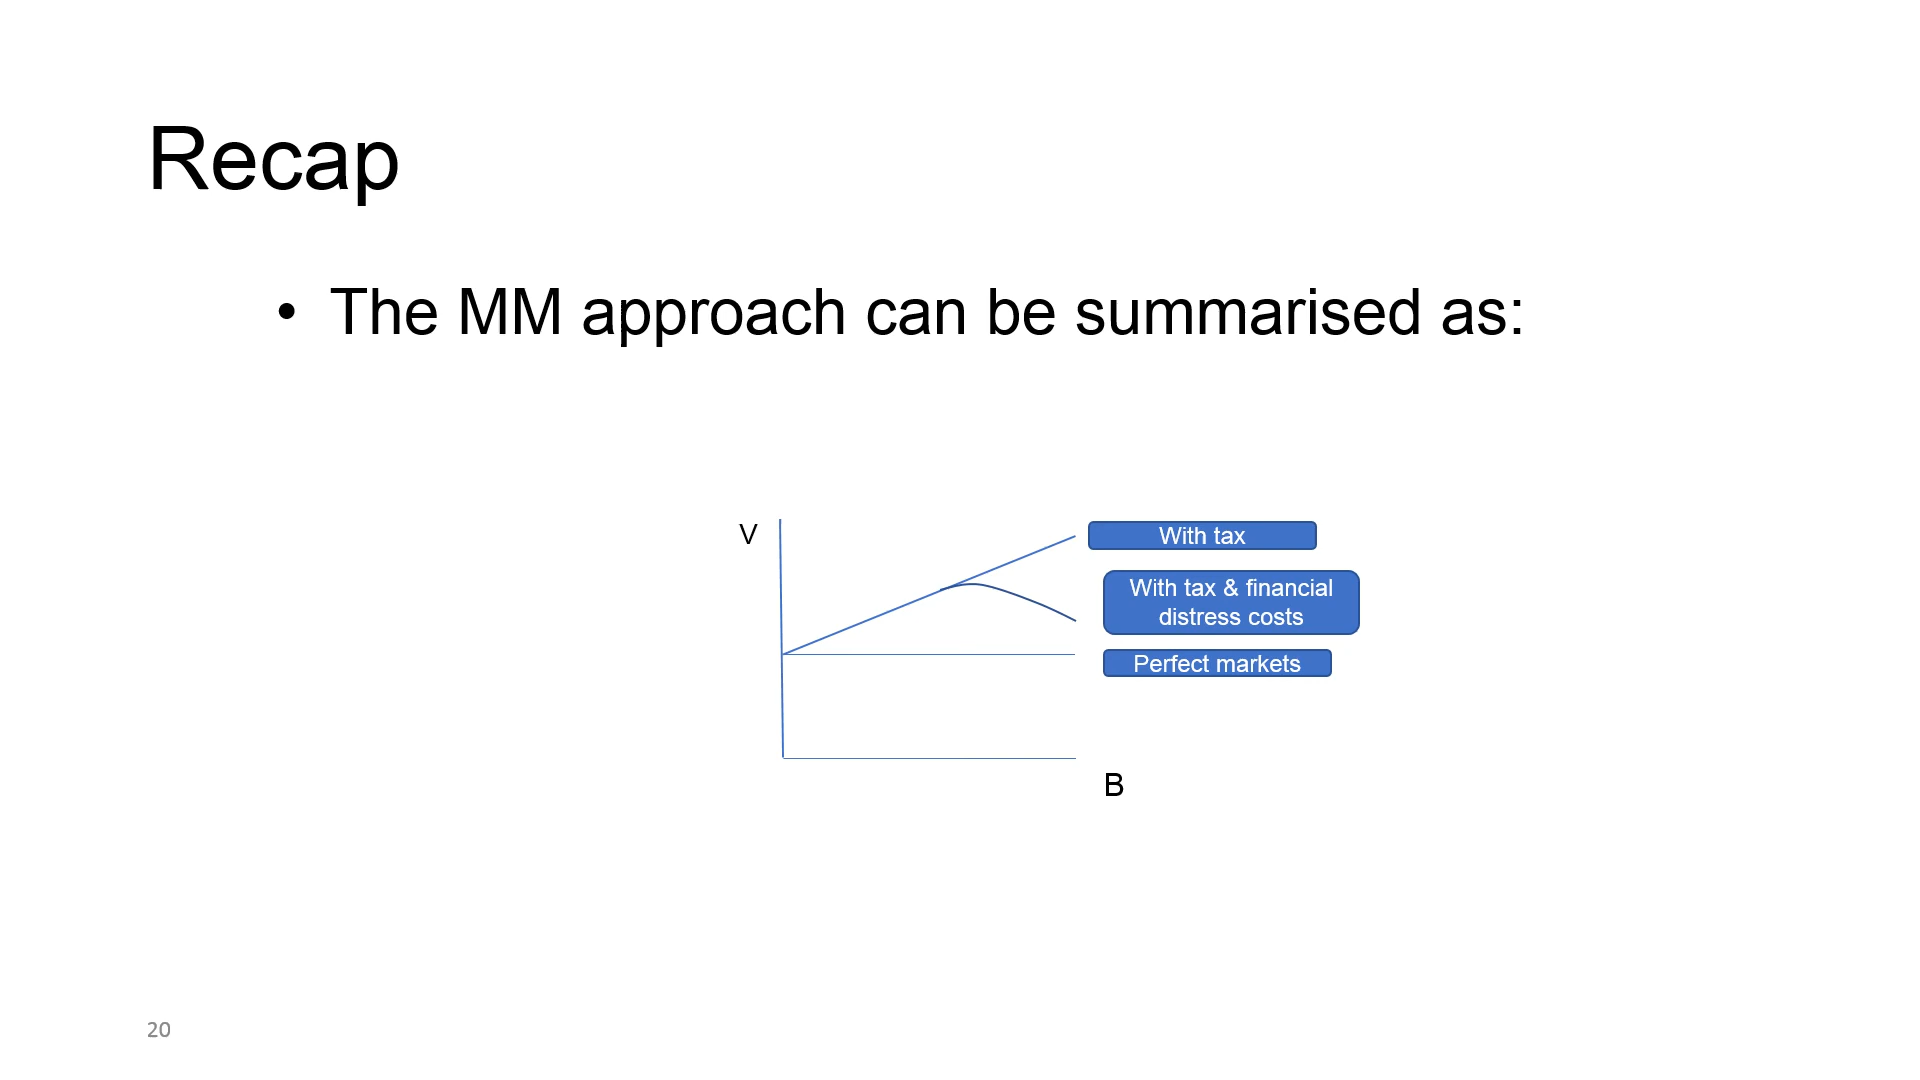 Recap
• The MM approach can be summarised as:
V
With tax
With tax & financial
distress costs
Perfect markets
B
20